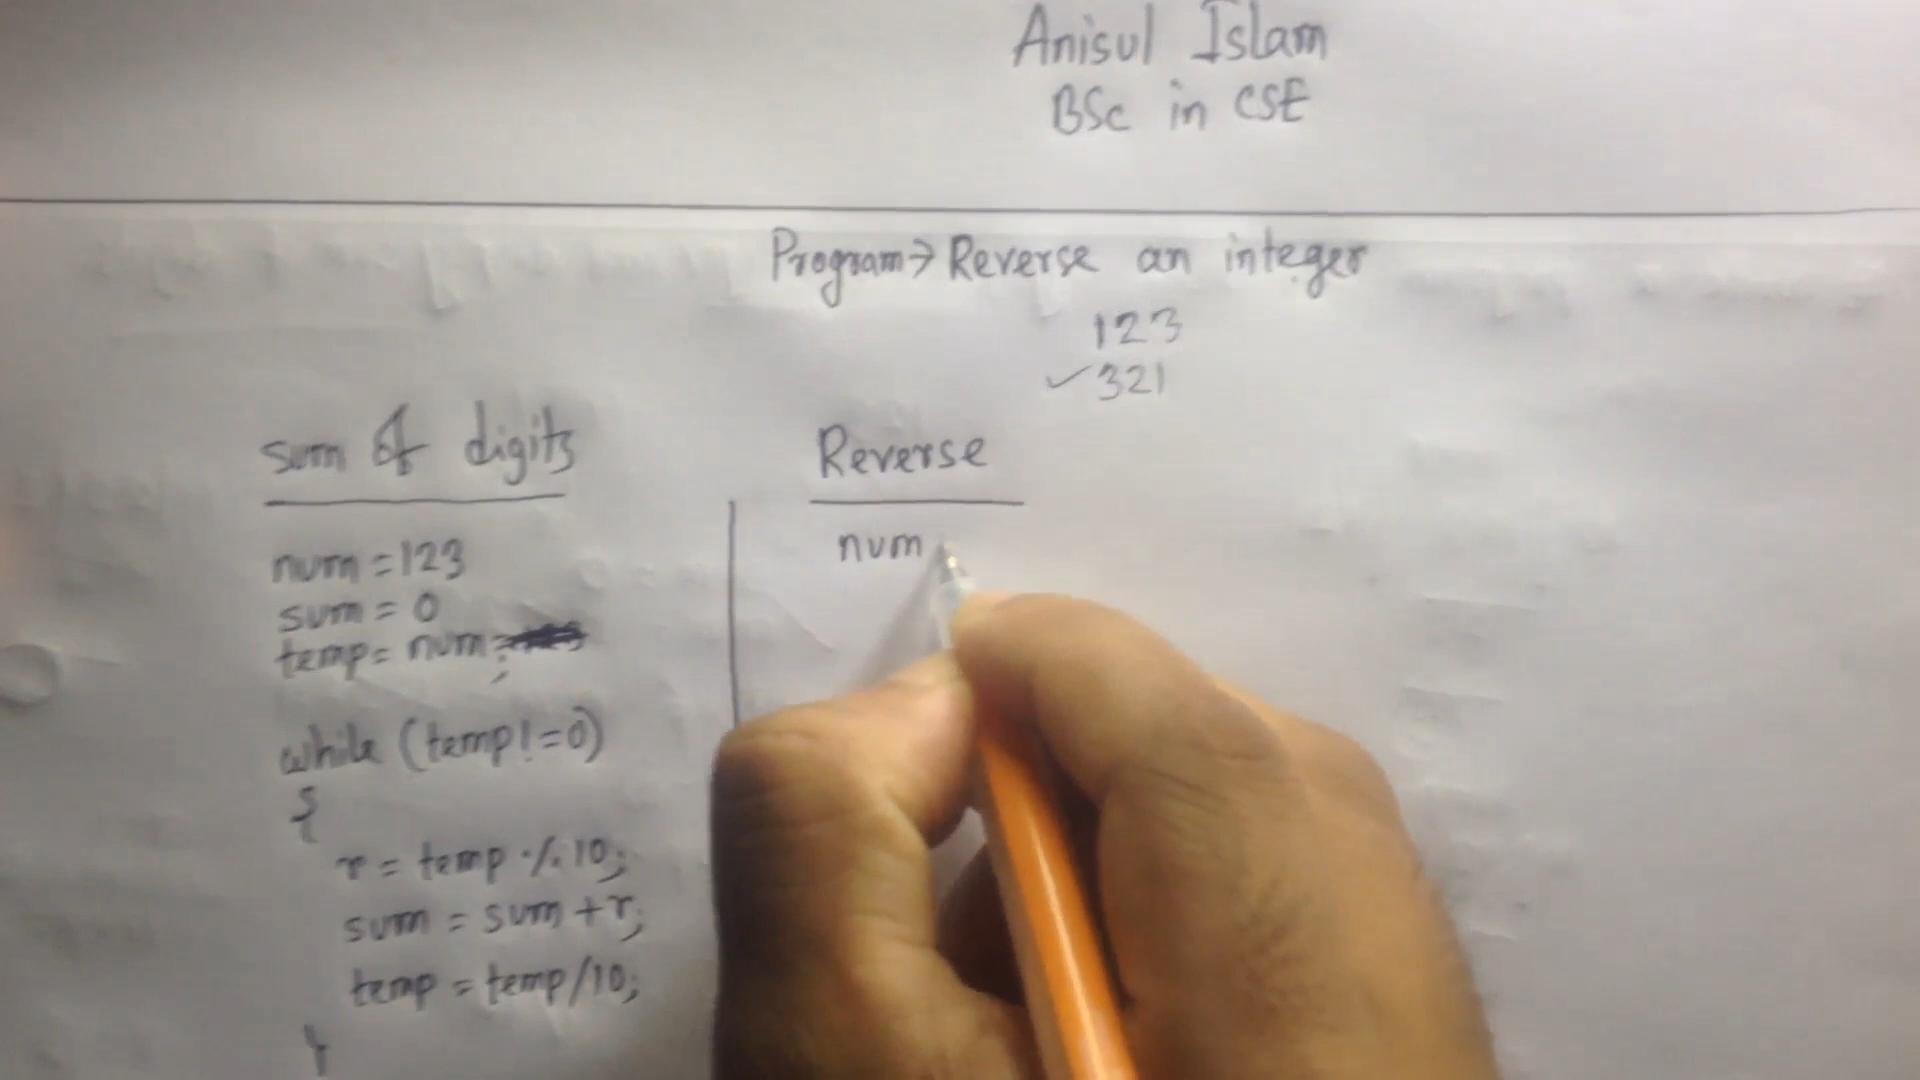 Anisul Islam
BSc in CSE
Program→Reverse an integer
123
✓321
sum of digits
num=123
sum = 0
temp= num;
while (temp!=0)
{
r = temp % 10;
sum = sum +r;
temp = temp/10;
}
Reverse
num